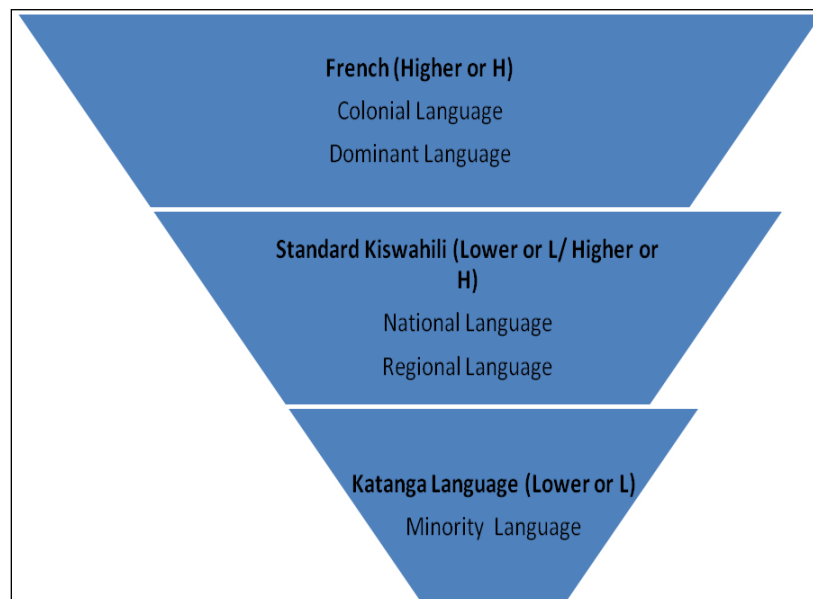 French (Higher or H)
Colonial Language
Dominant Language
Standard Kiswahili (Lower or L/ Higher or
H)
National Language
Regional Language
Katanga Language (Lower or L)
Minority Language